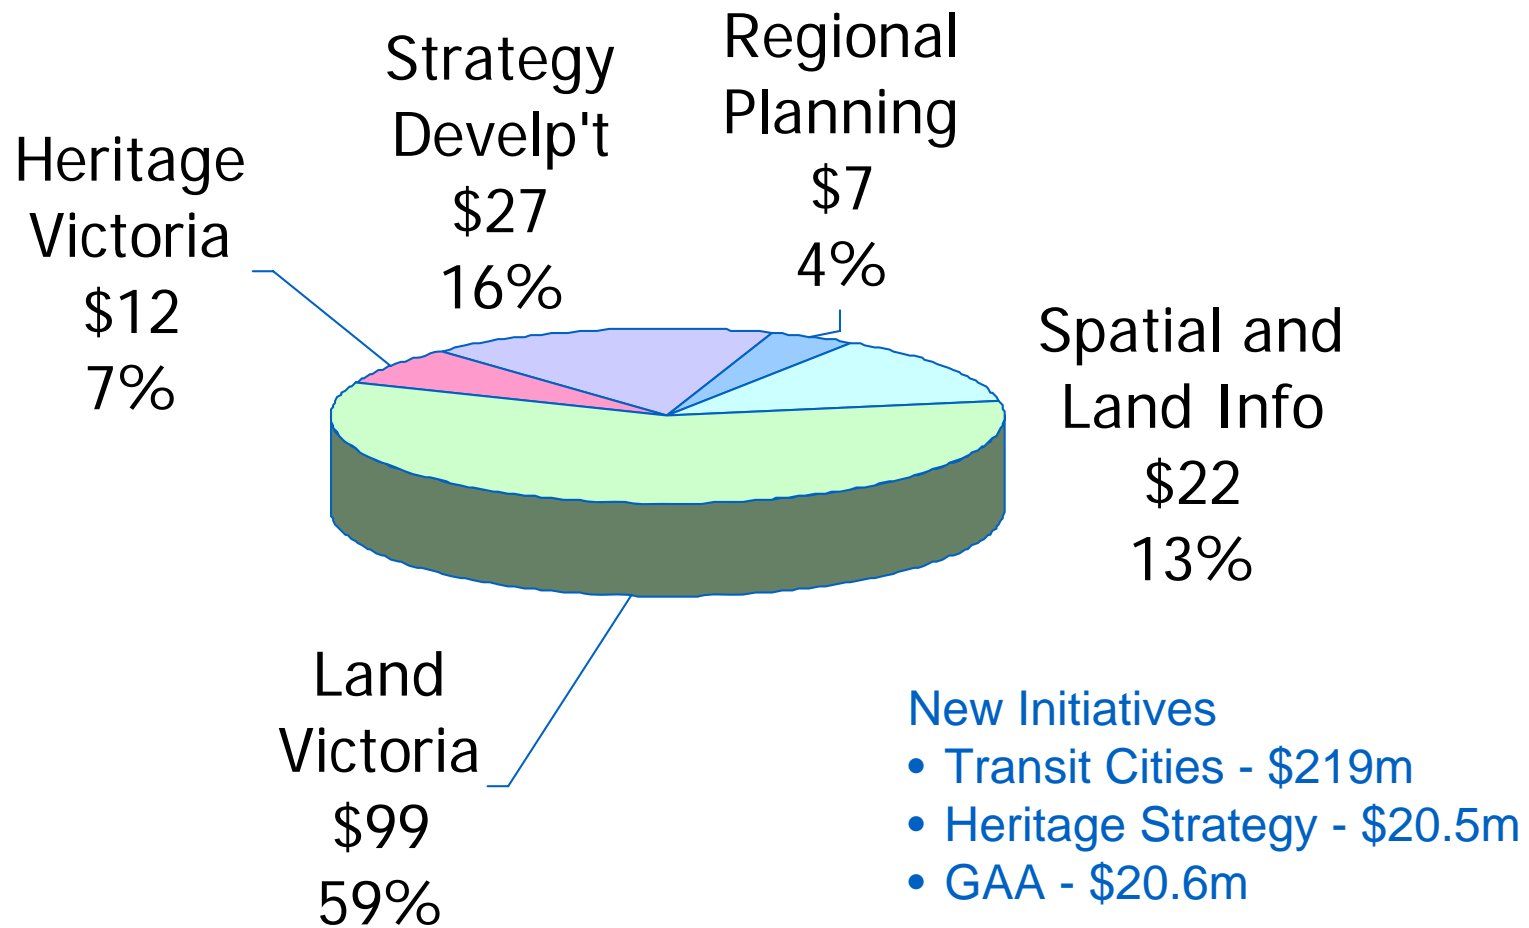 Heritage
Victoria
$12
7%
Strategy
Develp't
$27
16%
Regional
Planning
$7
4%
Spatial and
Land Info
$22
13%
Land
Victoria
$99
59%
New Initiatives
• Transit Cities - $219m
• Heritage Strategy - $20.5m
• GAA - $20.6m